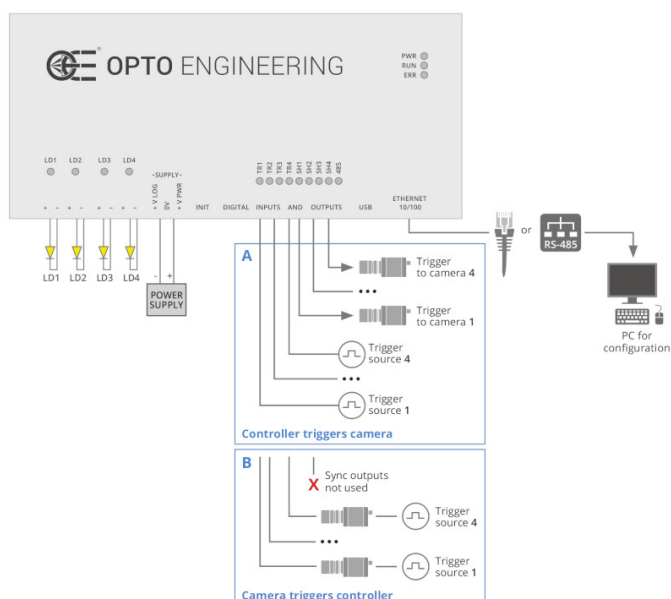 OPTO ENGINEERING
®
PWR
RUN
ERR
LD1 LD2 LD3 LD4
-SUPPLY-
+ - + - + - + -
+ V LOG
0V
+ V PWR
TR1
TR2
TR3
TR4
SH1
SH2
SH3
SH4
485
INIT DIGITAL INPUTS AND OUTPUTS USB
ETHERNET
10/100
LD1 LD2 LD3 LD4
- +
POWER
SUPPLY
or
RS-485
PC for
configuration
A
Trigger
to camera 4
•••
Trigger
to camera 1
Trigger
source 4
•••
Trigger
source 1
Controller triggers camera
B
X
Sync outputs
not used
Trigger
source 4
•••
Trigger
source 1
Camera triggers controller